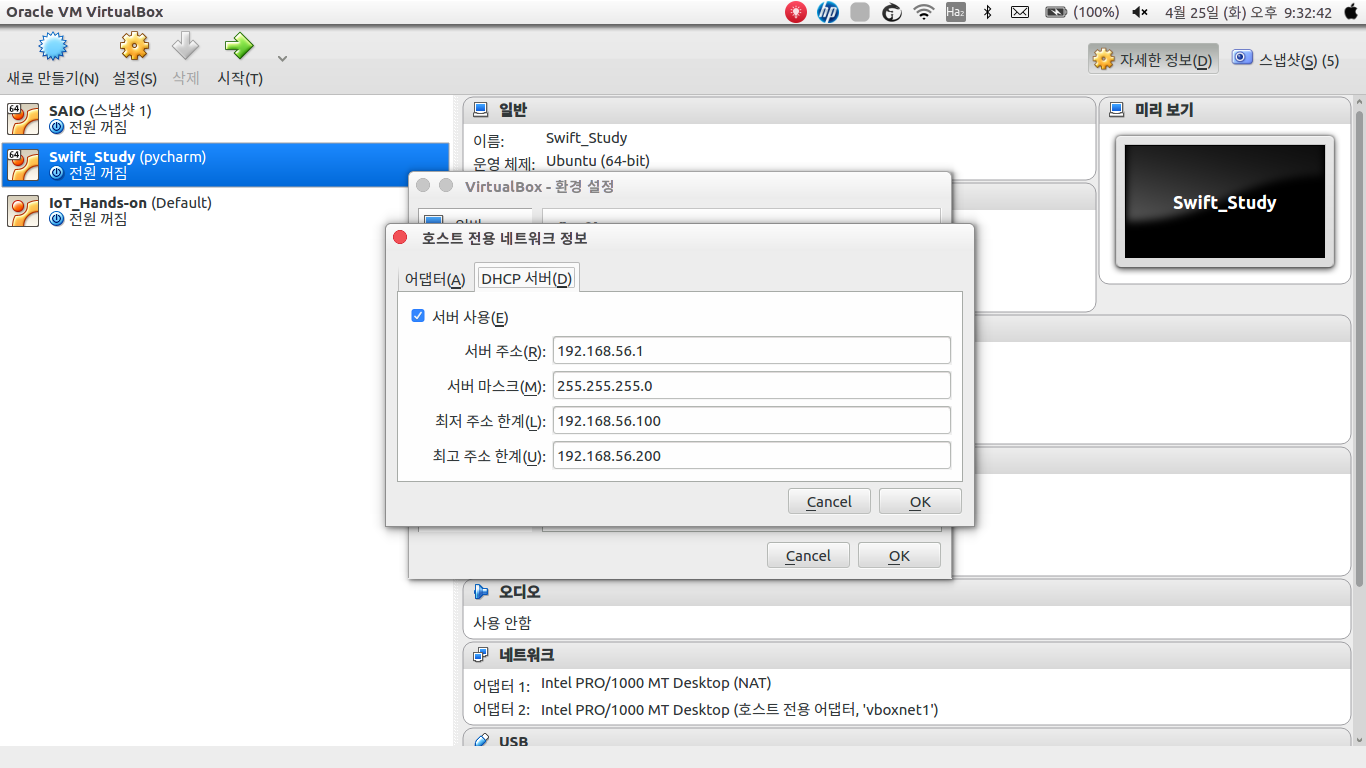 Oracle VM VirtualBox
(100%)
4월 25일 (화) 오후 9:32:42
새로 만들기(N)
설정(S)
삭제
시작(T)
자세한 정보(D)
스냅샷(S) (5)
64
SAIO (스냅샷 1)
전원 꺼짐
64
Swift_Study (pycharm)
전원 꺼짐
IoT_Hands-on (Default)
전원 꺼짐
일반
이름: Swift_Study
운영 체제: Ubuntu (64-bit)
미리 보기
Swift_Study
VirtualBox - 환경 설정
호스트 전용 네트워크 정보
어댑터(A)
DHCP 서버(D)
서버 사용(E)
서버 주소(R): 192.168.56.1
서버 마스크(M): 255.255.255.0
최저 주소 한계(L): 192.168.56.100
최고 주소 한계(U): 192.168.56.200
Cancel
OK
Cancel
OK
오디오
사용 안함
네트워크
어댑터 1: Intel PRO/1000 MT Desktop (NAT)
어댑터 2: Intel PRO/1000 MT Desktop (호스트 전용 어댑터, 'vboxnet1')
USB